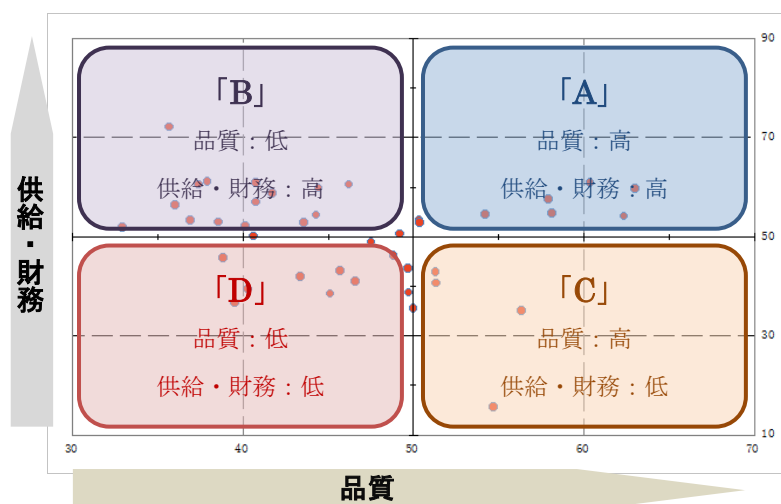 供給・財務
「B」
品質：低
供給・財務：高
「A」
品質：高
供給・財務：高
「D」
品質：低
供給・財務：低
「C」
品質：高
供給・財務：低
90
70
50
30
10
30
40
50
60
70
品質